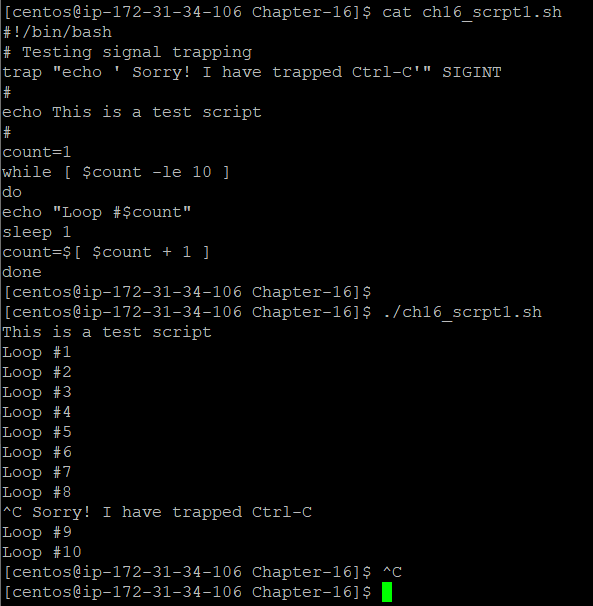 [centos@ip-172-31-34-106 Chapter-16]$ cat ch16_scrpt1.sh
#!/bin/bash
# Testing signal trapping
trap "echo ' Sorry! I have trapped Ctrl-C'" SIGINT
#
echo This is a test script
#
count=1
while [ $count -le 10 ]
do
echo "Loop #$count"
sleep 1
count=$[ $count + 1 ]
done
[centos@ip-172-31-34-106 Chapter-16]$
[centos@ip-172-31-34-106 Chapter-16]$ ./ch16_scrpt1.sh
This is a test script
Loop #1
Loop #2
Loop #3
Loop #4
Loop #5
Loop #6
Loop #7
Loop #8
^C Sorry! I have trapped Ctrl-C
Loop #9
Loop #10
[centos@ip-172-31-34-106 Chapter-16]$ ^C
[centos@ip-172-31-34-106 Chapter-16]$